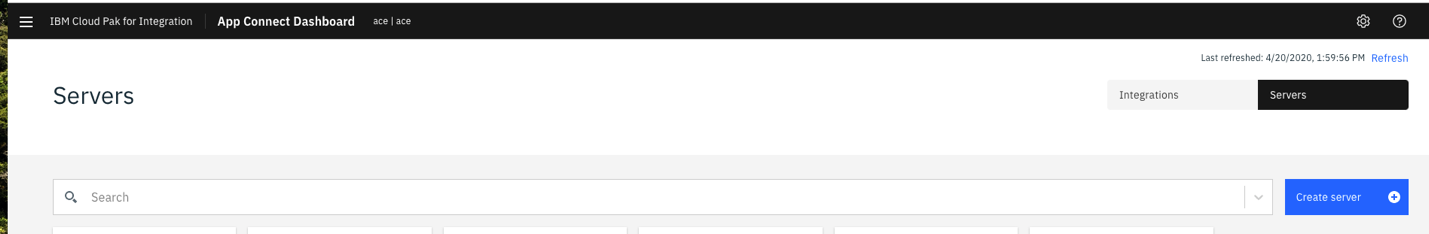 IBM Cloud Pak for Integration App Connect Dashboard ace | ace
Last refreshed: 4/20/2020, 1:59:56 PM Refresh
Servers
Integrations Servers
Search Create server